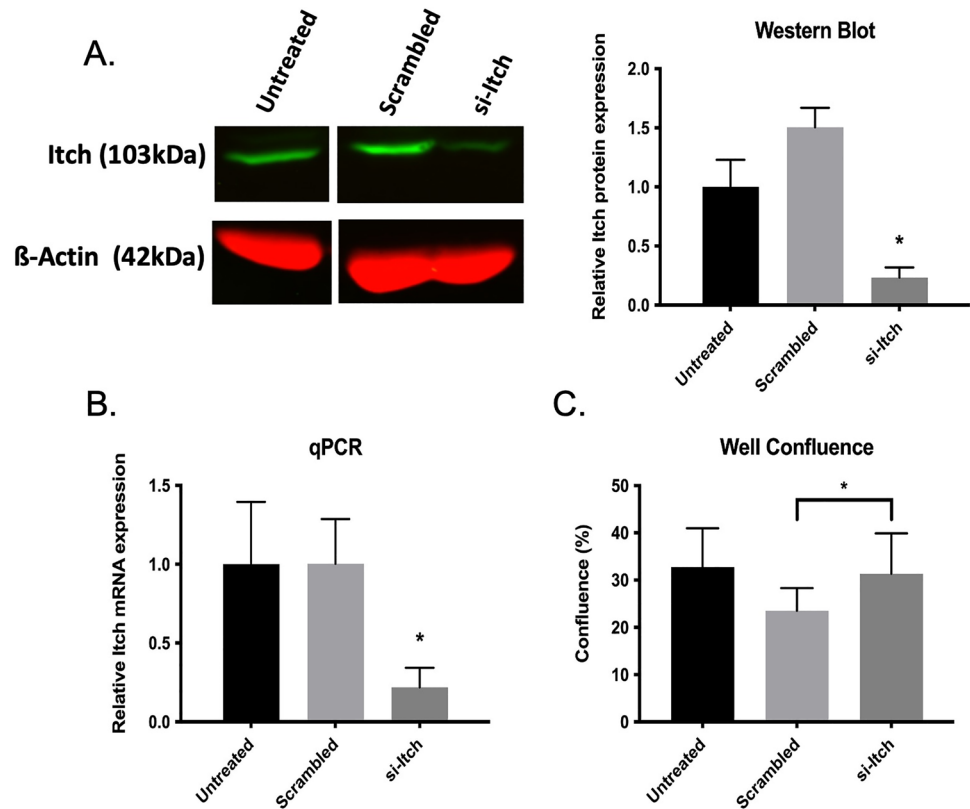 A.
Untreated
Scrambled
si-Itch
Itch (103kDa)
ß-Actin (42kDa)
Western Blot
Relative Itch protein expression
2.0
1.5
1.0
0.5
0.0
Untreated
Scrambled
si-Itch
*
B.
qPCR
Relative Itch mRNA expression
1.5
1.0
0.5
0.0
Untreated
Scrambled
si-Itch
*
C.
Well Confluence
Confluence (%)
50
40
30
20
10
0
Untreated
Scrambled
si-Itch
*